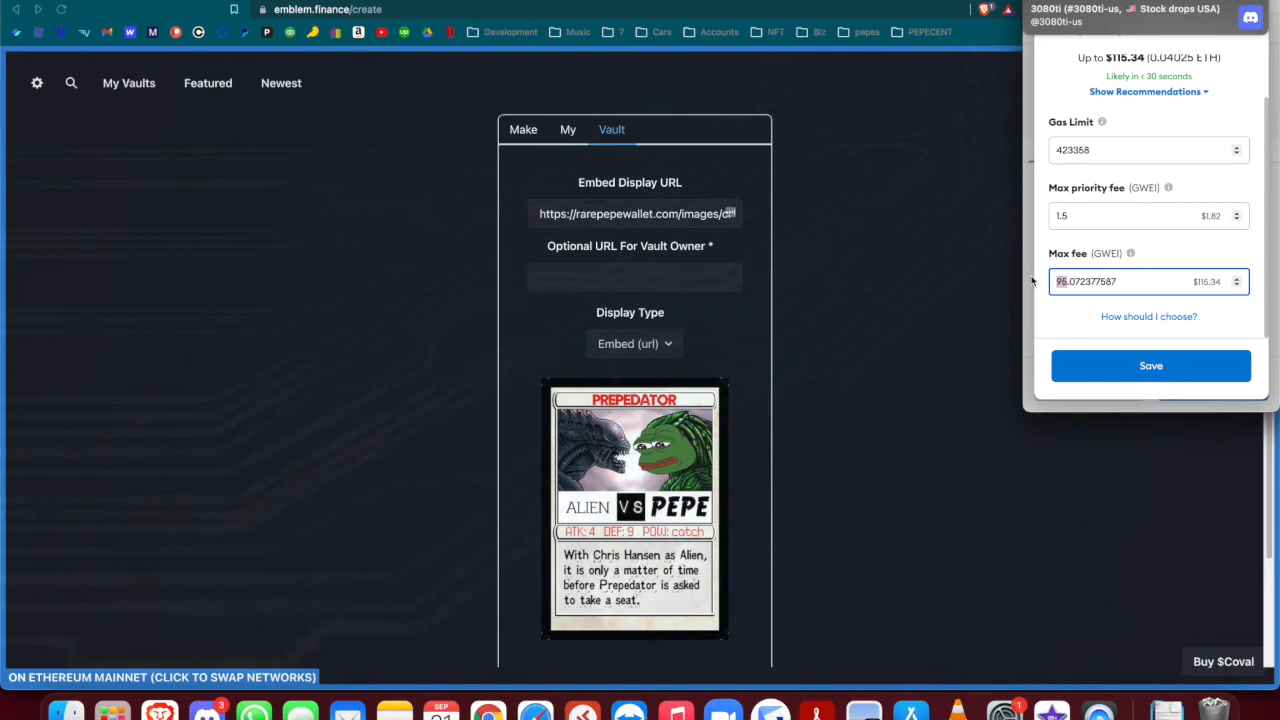 emblem.finance/create
1
Development
Music
7
Cars
Accounts
NFT
Biz
pepes
PEPECENT
My Vaults
Featured
Newest
Make
My
Vault
Embed Display URL
https://rarepepewallet.com/images/
Optional URL For Vault Owner *
Display Type
Embed (url)
PREPEDATOR
ALIEN VS PEPE
ATK: 4 DEF: 9 POW: catch
With Chris Hansen as Alien,
it is only a matter of time
before Prepedator is asked
to take a seat.
3080ti (#3080ti-us, 🇺🇸 Stock drops USA)
@3080ti-us
Up to $115.34 (0.04025 ETH)
Likely in < 30 seconds
Show Recommendations
Gas Limit
423358
Max priority fee (GWEI)
1.5
$1.82
Max fee (GWEI)
95.072377587
$115.34
How should I choose?
Save
Buy $Coval
ON ETHEREUM MAINNET (CLICK TO SWAP NETWORKS)
3
SEP
1